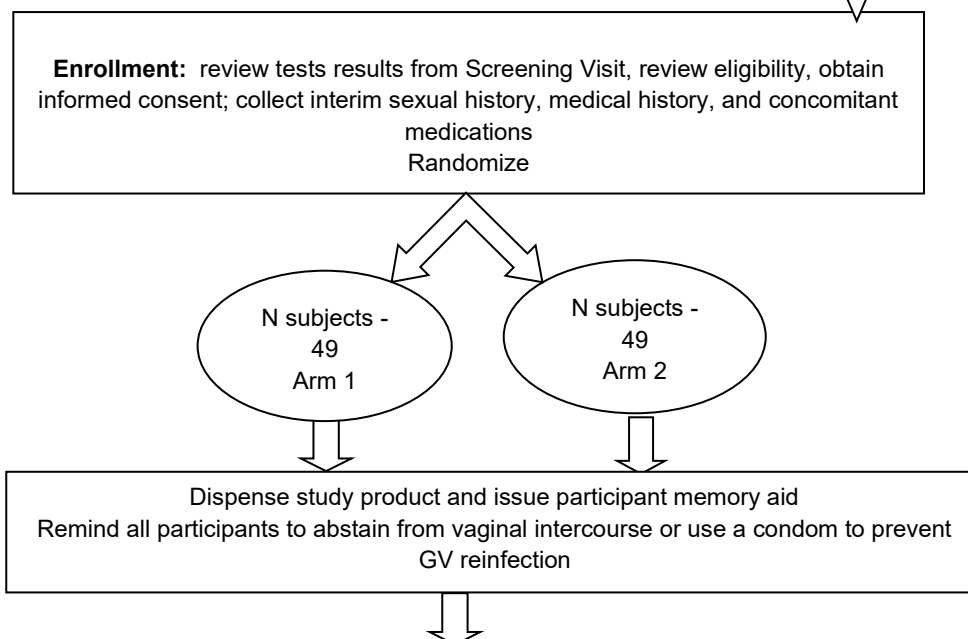 Enrollment: review tests results from Screening Visit, review eligibility, obtain
informed consent; collect interim sexual history, medical history, and concomitant
medications
Randomize
N subjects -
49
Arm 1
N subjects -
49
Arm 2
Dispense study product and issue participant memory aid
Remind all participants to abstain from vaginal intercourse or use a condom to prevent
GV reinfection